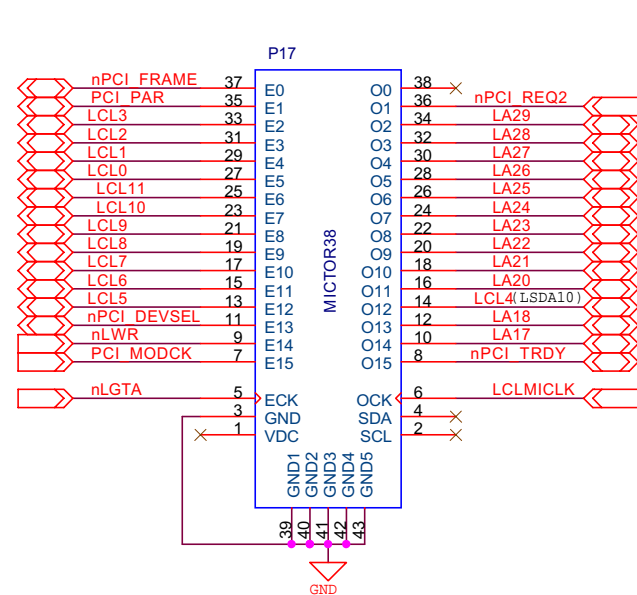 P17
nPCI_FRAME 37 E0 O0 38
PCI_PAR 35 E1 O1 36 nPCI_REQ2
LCL3 33 E2 O2 34 LA29
LCL2 31 E3 O3 32 LA28
LCL1 29 E4 O4 30 LA27
LCL0 27 E5 O5 28 LA26
LCL11 25 E6 O6 26 LA25
LCL10 23 E7 O7 24 LA24
LCL9 21 E8 O8 22 LA23
LCL8 19 E9 O9 20 LA22
LCL7 17 E10 O10 18 LA21
LCL6 15 E11 O11 16 LA20
LCL5 13 E12 O12 14 LCL4(LSDA10)
nPCI_DEVSEL 11 E13 O13 12 LA18
nLWR 9 E14 O14 10 LA17
PCI_MODCK 7 E15 O15 8 nPCI_TRDY
MICTOR38
nLGTA 5 ECK OCK 6 LCLMICLK
3 GND SDA 4
1 VDC SCL 2
GND1 GND2 GND3 GND4 GND5
39 40 41 42 43
GND